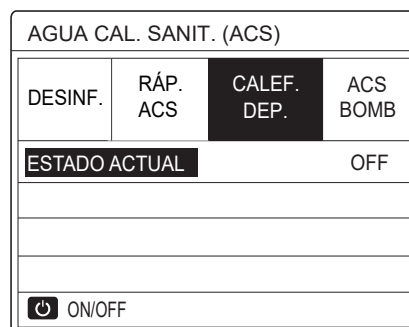 AGUA CAL. SANIT. (ACS)
DESINF.
RÁP.
ACS
CALEF.
DEP.
ACS
BOMB
ESTADO ACTUAL OFF
ON/OFF